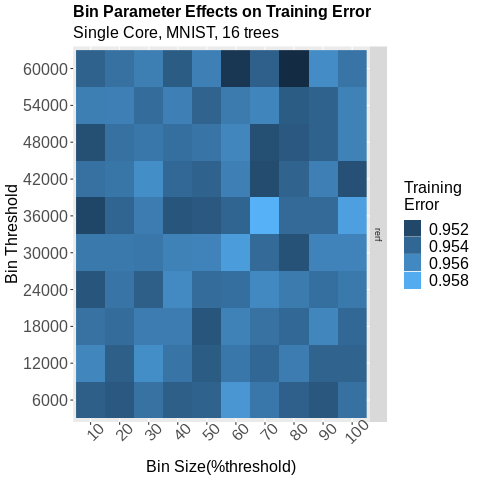 Bin Parameter Effects on Training Error
Single Core, MNIST, 16 trees
Bin Threshold
60000
54000
48000
42000
36000
30000
24000
18000
12000
6000
10 20 30 40 50 60 70 80 90 100
Bin Size(%threshold)
rerf
Training
Error
0.952
0.954
0.956
0.958